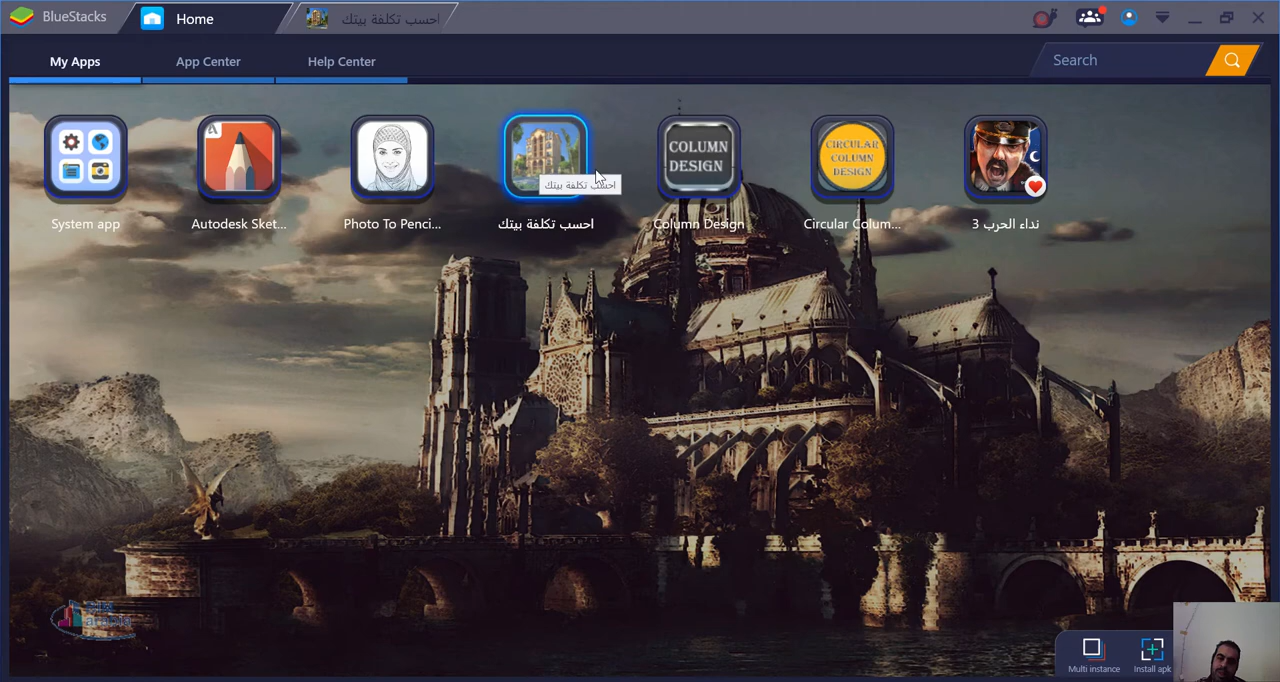 BlueStacks
Home
احسب تكلفة بيتك
My Apps
App Center
Help Center
Search
COLUMN
DESIGN
CIRCULAR
COLUMN
DESIGN
احسب تكلفة بيتك
System app
Autodesk Sket...
Photo To Penci...
احسب تكلفة بيتك
Column Design
Circular Colum...
نداء الحرب 3
Multi instance
Install apk